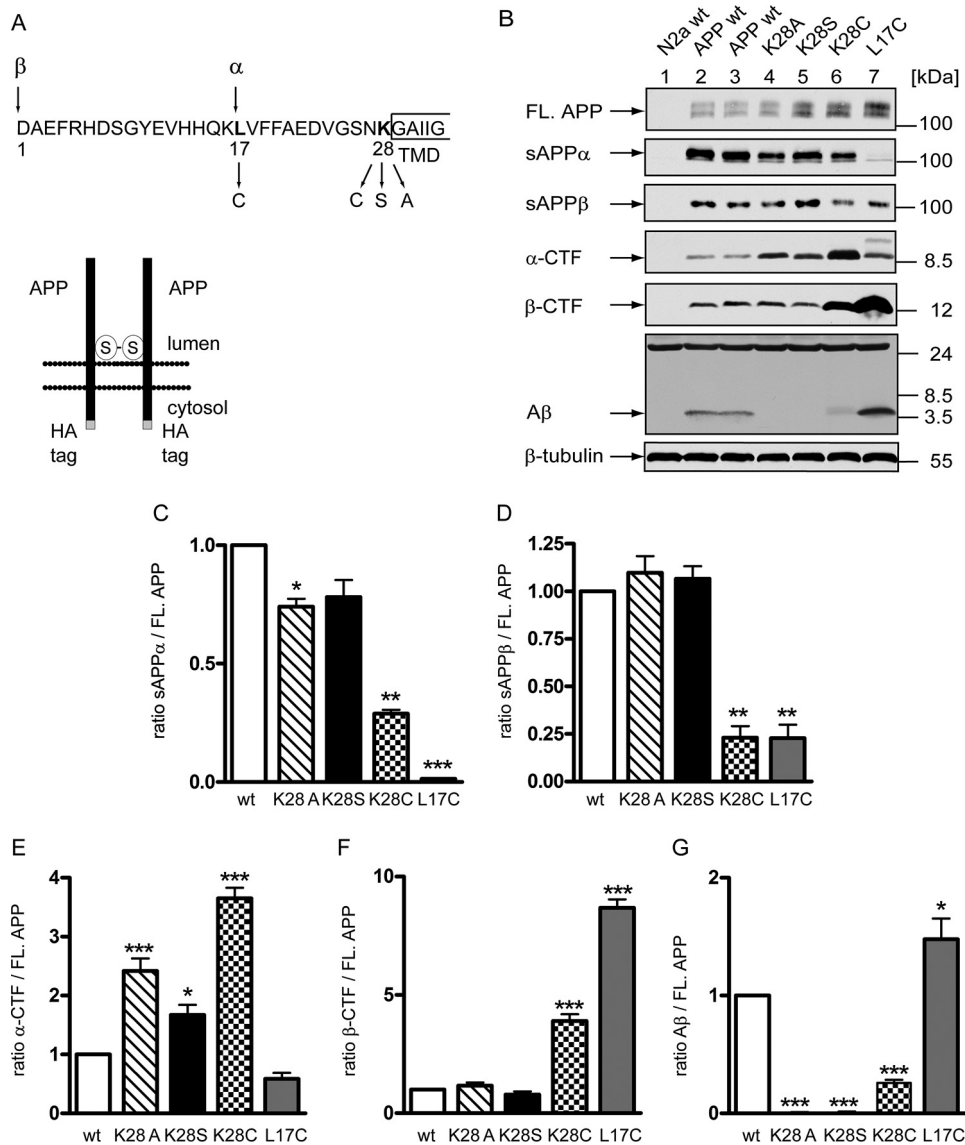 A
β α
DAEFRHDSGYEVHHQKLVFFAEDVGSNKGAIIG
1 17 28 TMD
C C S A
APP APP
S-S lumen
cytosol
HA HA
tag tag
B
N2a wt APP wt APP wt K28A K28S K28C L17C
1 2 3 4 5 6 7 [kDa]
FL. APP 100
sAPPα 100
sAPPβ 100
α-CTF 8.5
β-CTF 12
24
8.5
Aβ 3.5
β-tubulin 55
C
ratio sAPPα / FL. APP
1.0
0.5
0.0
* ** ***
wt K28 A K28S K28C L17C
D
ratio sAPPβ / FL. APP
1.25
1.00
0.75
0.50
0.25
0.00
** **
wt K28 A K28S K28C L17C
E
ratio α-CTF / FL. APP
4
3
2
1
0
*** * ***
wt K28 A K28S K28C L17C
F
ratio β-CTF / FL. APP
10
5
0
*** ***
wt K28 A K28S K28C L17C
G
ratio Aβ / FL. APP
2
1
0
*** *** *** *
wt K28 A K28S K28C L17C